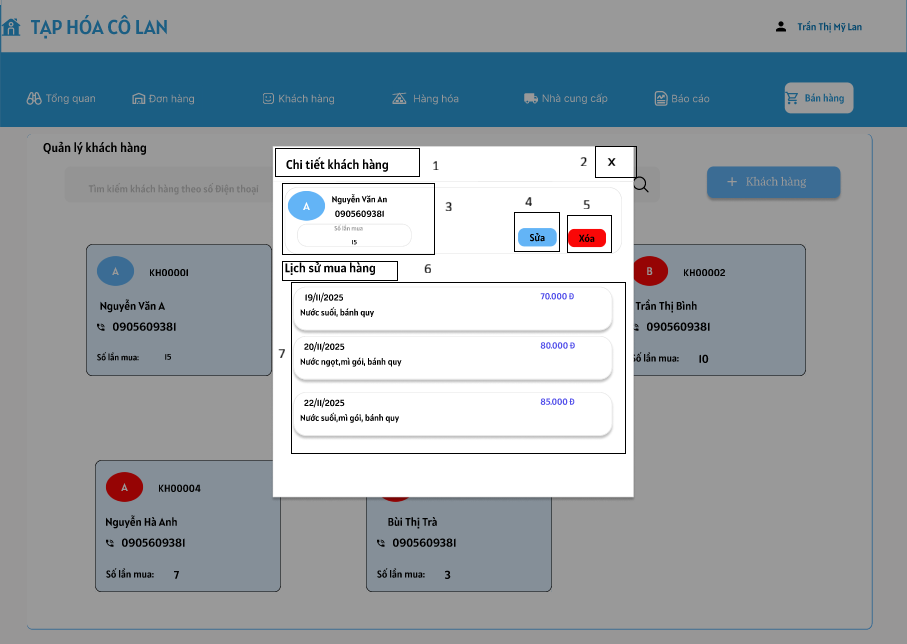 TẠP HÓA CÔ LAN
Trần Thị Mỹ Lan
Tổng quan
Đơn hàng
Khách hàng
Hàng hóa
Nhà cung cấp
Báo cáo
Bán hàng
Quản lý khách hàng
Tìm kiếm khách hàng theo số Điện thoại
+ Khách hàng
Chi tiết khách hàng
1
2
X
A
Nguyễn Văn An
0905609381
Số lần mua
15
3
4
Sửa
5
Xóa
Lịch sử mua hàng
6
7
19/11/2025
70.000 Đ
Nước suối, bánh quy
20/11/2025
80.000 Đ
Nước ngọt,mì gói, bánh quy
22/11/2025
85.000 Đ
Nước suối,mì gói, bánh quy
A
KH00001
Nguyễn Văn A
0905609381
Số lần mua:
15
B
KH00002
Trần Thị Bình
0905609381
Số lần mua:
10
A
KH00004
Nguyễn Hà Anh
0905609381
Số lần mua:
7
Bùi Thị Trà
0905609381
Số lần mua:
3